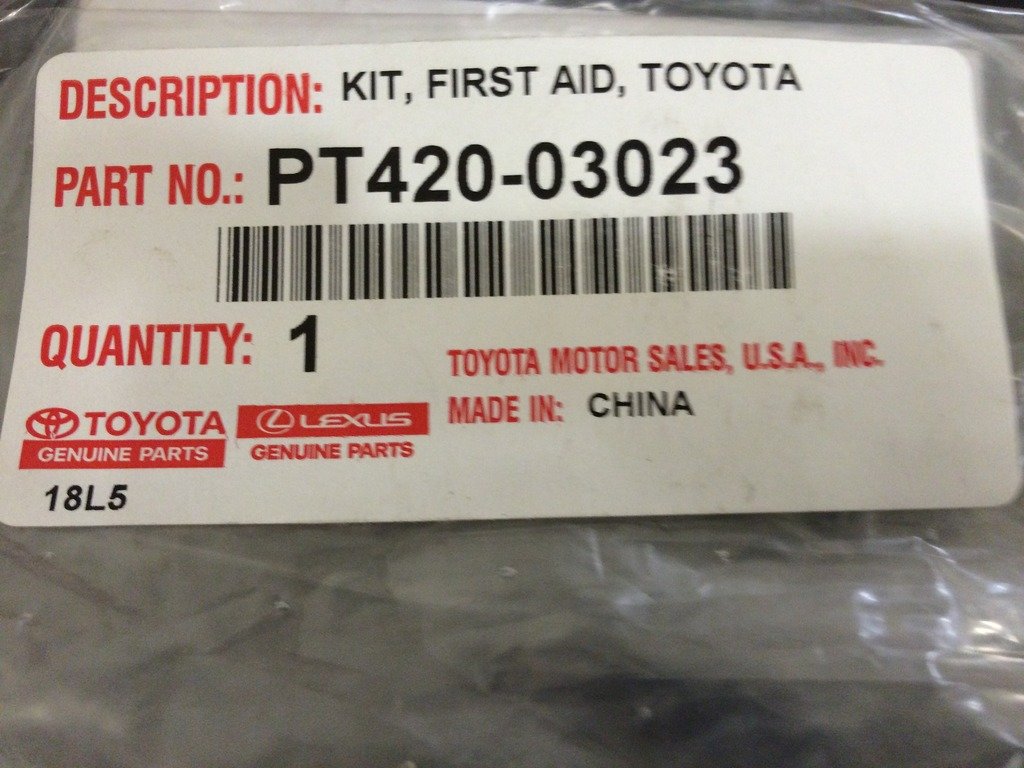 DESCRIPTION: KIT, FIRST AID, TOYOTA
PART NO.: PT420-03023
QUANTITY: 1
TOYOTA MOTOR SALES, U.S.A., INC.
MADE IN: CHINA
TOYOTA
GENUINE PARTS
LEXUS
GENUINE PARTS
18L5